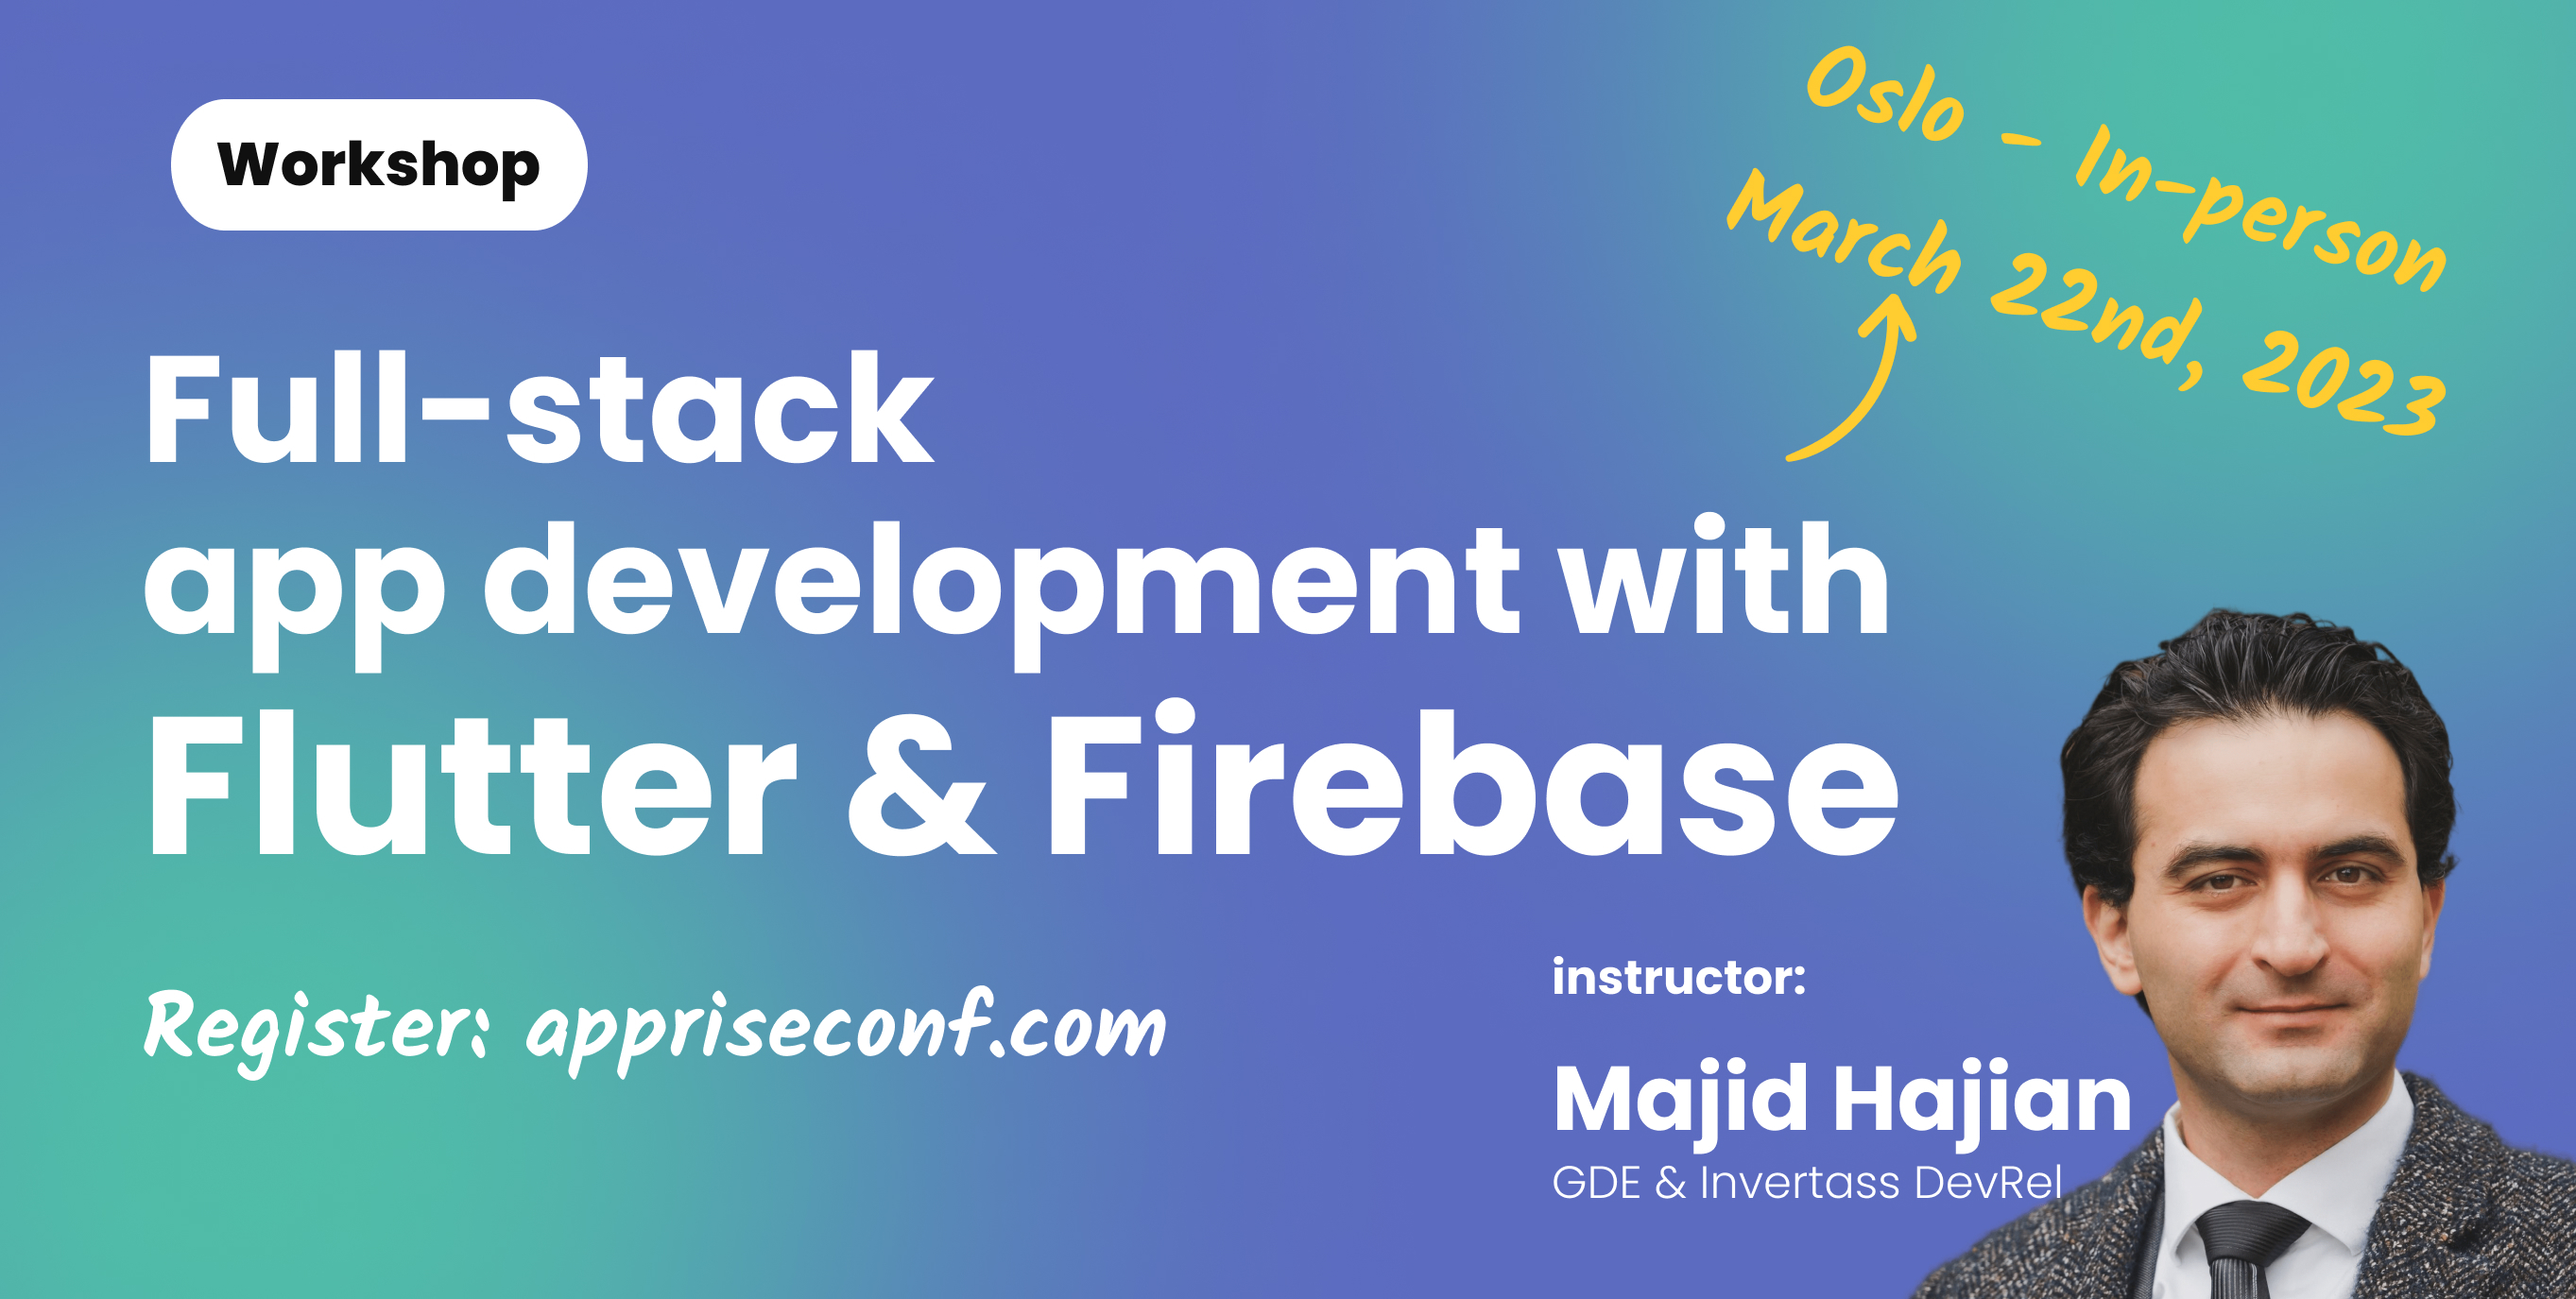 Workshop
Oslo - In-person
March 22nd, 2023
Full-stack
app development with
Flutter & Firebase
Register: appriseconf.com
instructor:
Majid Hajian
GDE & Invertass DevRel